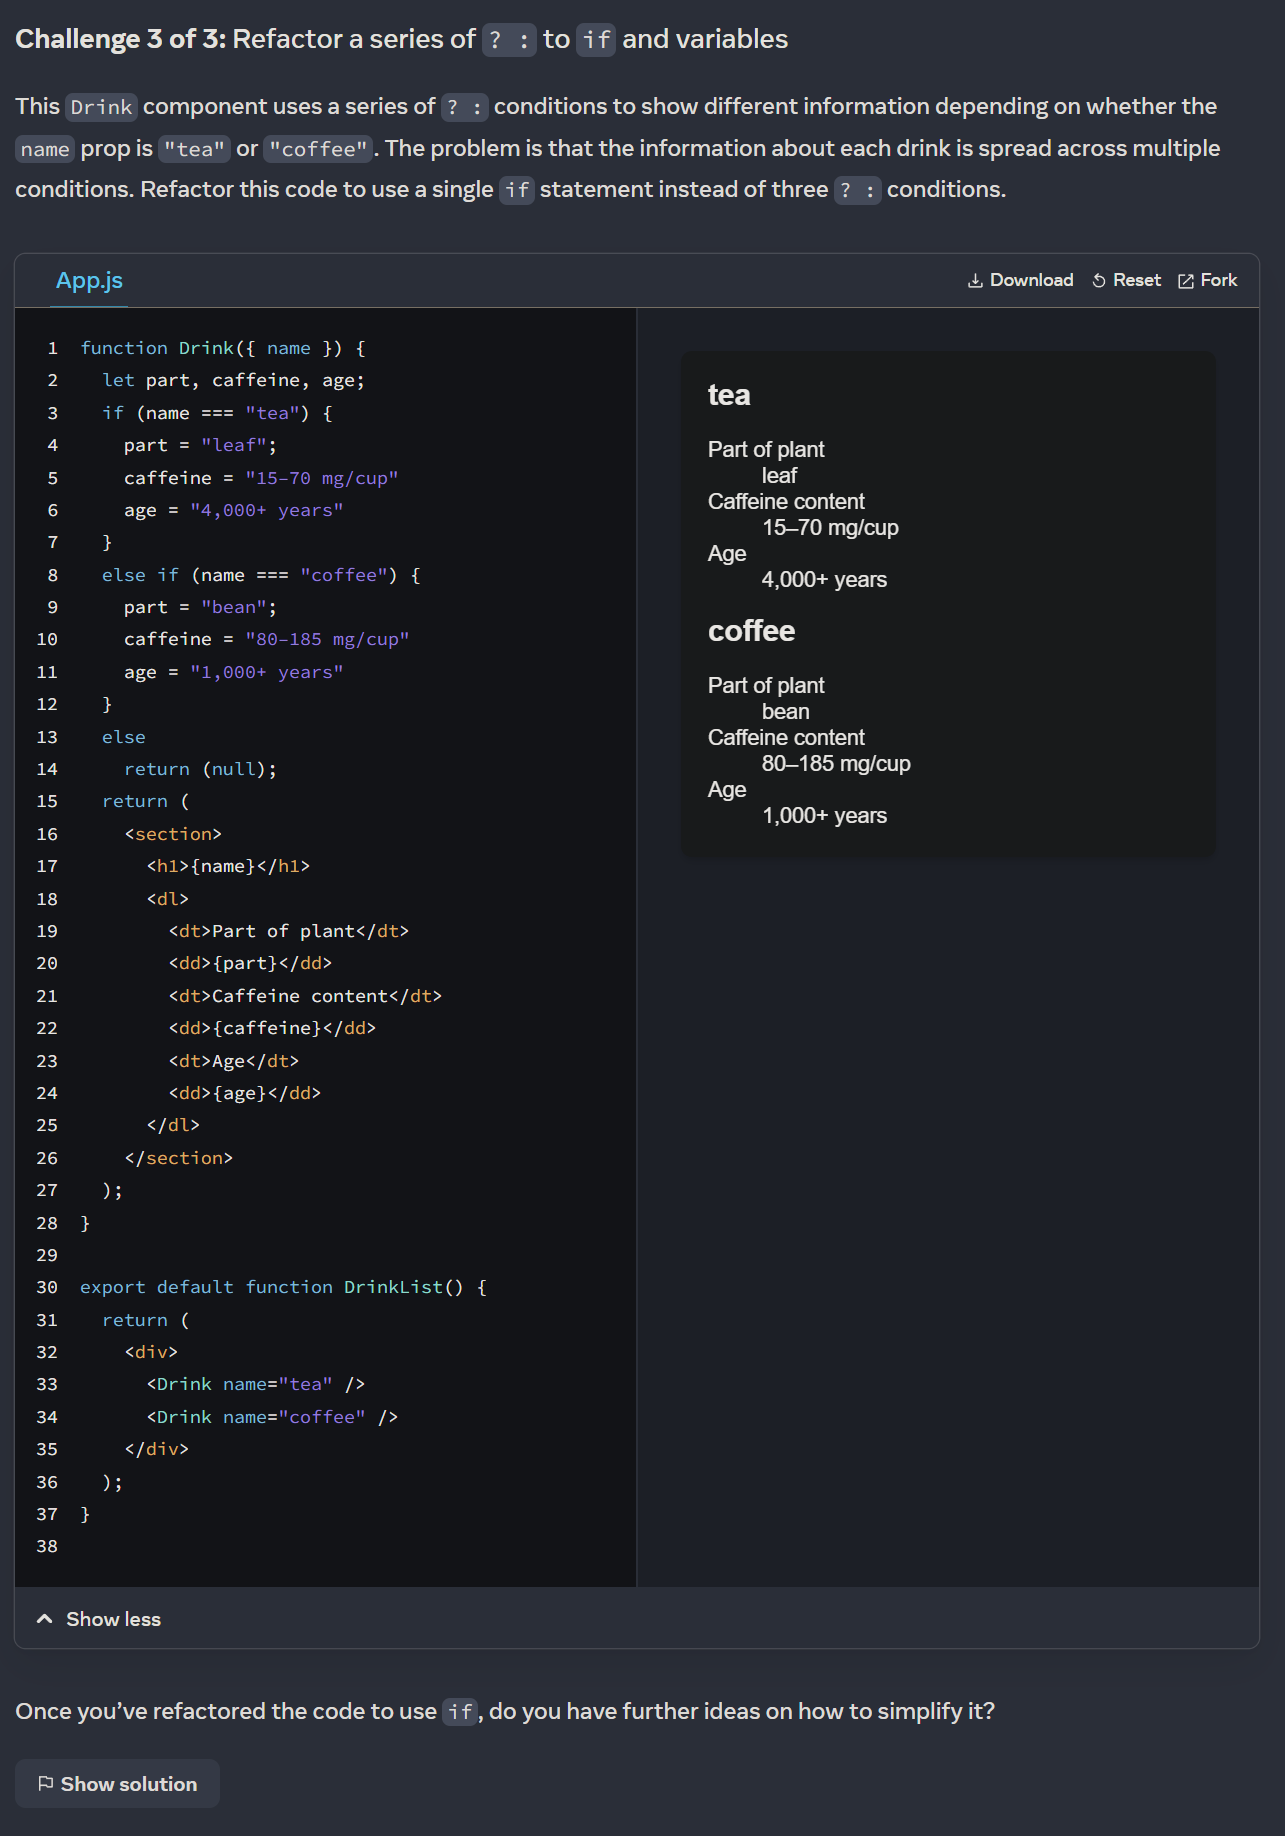 Challenge 3 of 3: Refactor a series of ? : to if and variables
This Drink component uses a series of ? : conditions to show different information depending on whether the
name prop is "tea" or "coffee". The problem is that the information about each drink is spread across multiple
conditions. Refactor this code to use a single if statement instead of three ? : conditions.
App.js
Download Reset Fork
1 function Drink({ name }) {
2   let part, caffeine, age;
3   if (name === "tea") {
4     part = "leaf";
5     caffeine = "15–70 mg/cup"
6     age = "4,000+ years"
7   }
8   else if (name === "coffee") {
9     part = "bean";
10     caffeine = "80–185 mg/cup"
11     age = "1,000+ years"
12   }
13   else
14     return (null);
15   return (
16     <section>
17       <h1>{name}</h1>
18       <dl>
19         <dt>Part of plant</dt>
20         <dd>{part}</dd>
21         <dt>Caffeine content</dt>
22         <dd>{caffeine}</dd>
23         <dt>Age</dt>
24         <dd>{age}</dd>
25       </dl>
26     </section>
27   );
28 }
29
30 export default function DrinkList() {
31   return (
32     <div>
33       <Drink name="tea" />
34       <Drink name="coffee" />
35     </div>
36   );
37 }
38
tea
Part of plant
leaf
Caffeine content
15–70 mg/cup
Age
4,000+ years
coffee
Part of plant
bean
Caffeine content
80–185 mg/cup
Age
1,000+ years
Show less
Once you’ve refactored the code to use if, do you have further ideas on how to simplify it?
Show solution